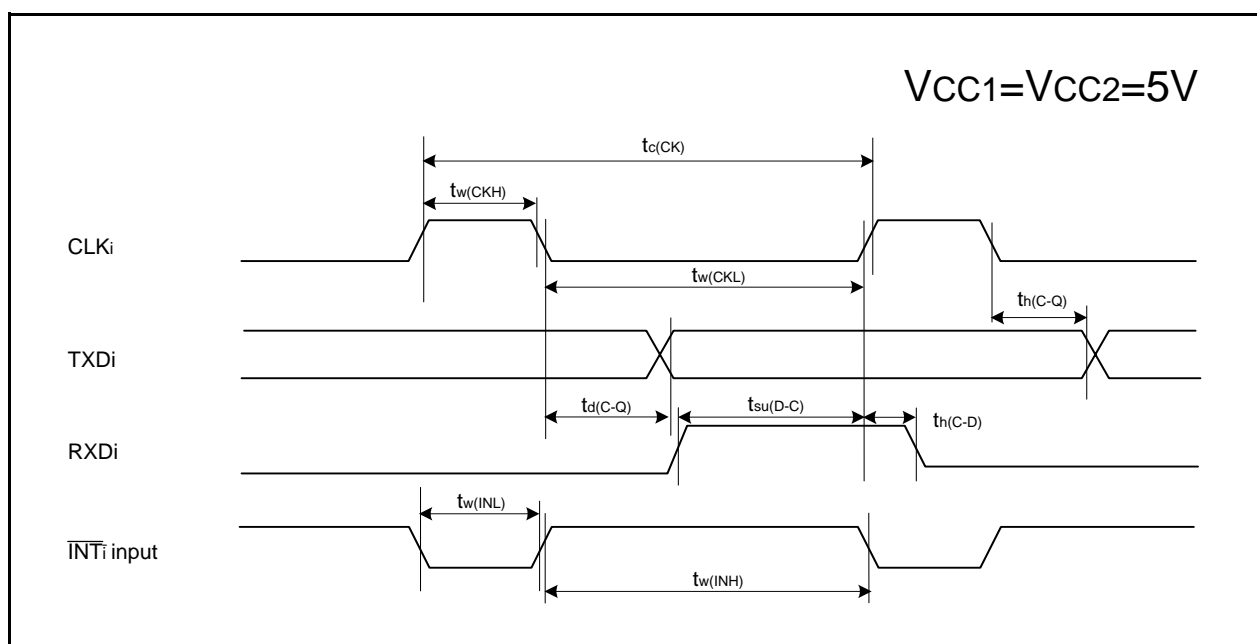 VCC1=VCC2=5V
tc(CK)
tw(CKH)
CLKi
tw(CKL)
th(C-Q)
TXDi
td(C-Q)
tsu(D-C)
th(C-D)
RXDi
tw(INL)
INTi input
tw(INH)